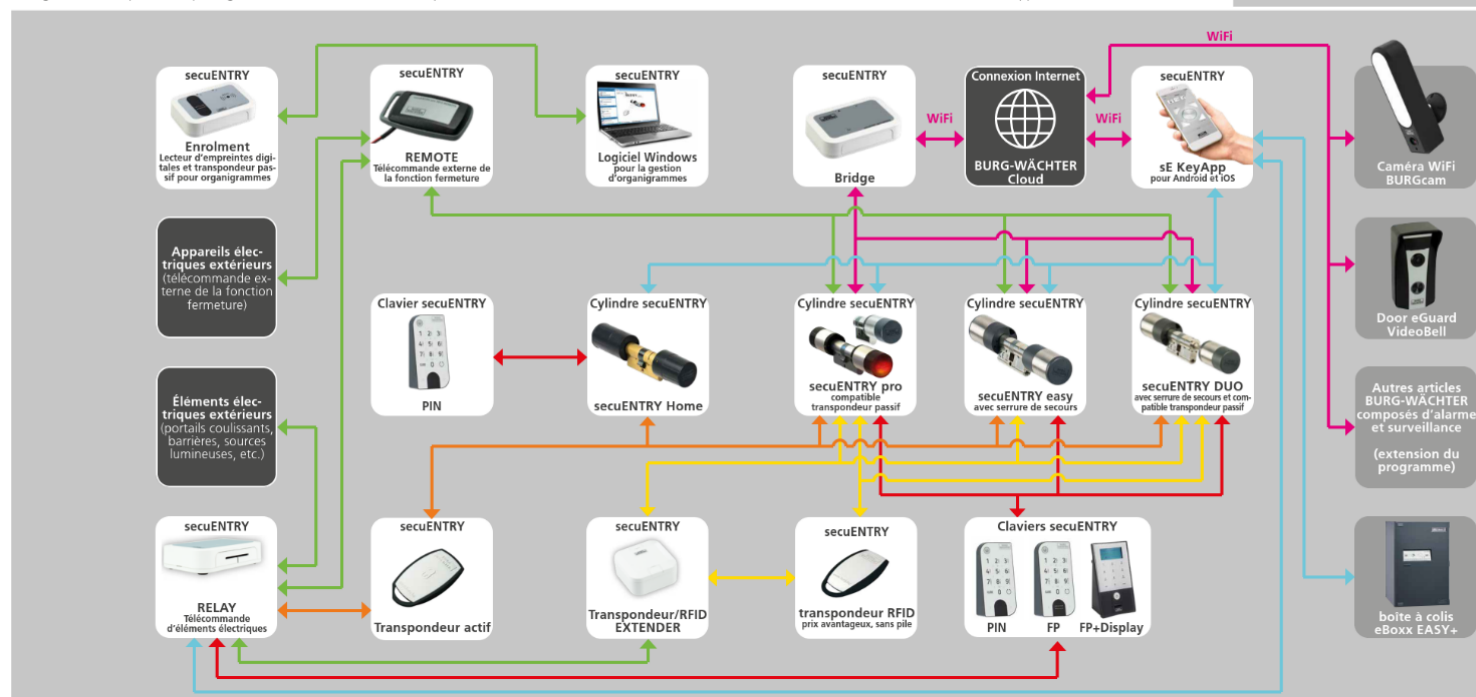 WiFi
secuENTRY
Enrolment
Lecteur d'empreintes digi-
tales et transpondeur pas-
sif pour organigrammes
secuENTRY
REMOTE
Télécommande externe de
la fonction fermeture
secuENTRY
Logiciel Windows
pour la gestion
d'organigrammes
secuENTRY
Bridge
WiFi
Connexion Internet
BURG-WÄCHTER
Cloud
WiFi
secuENTRY
sE KeyApp
pour Android et iOS
Caméra WiFi
BURGcam
Appareils élec-
triques extérieurs
(télécommande ex-
terne de la fonction
fermeture)
Door eGuard
VideoBell
Clavier secuENTRY
PIN
Cylindre secuENTRY
secuENTRY Home
Cylindre secuENTRY
secuENTRY pro
compatible
transpondeur passif
Cylindre secuENTRY
secuENTRY easy
avec serrure de secours
Cylindre secuENTRY
secuENTRY DUO
avec serrure de secours et com-
patible transpondeur passif
Éléments élec-
triques extérieurs
(portails coulissants,
barrières, sources
lumineuses, etc.)
Autres articles
BURG-WÄCHTER
composés d'alarme
et surveillance
(extension du
programme)
secuENTRY
RELAY
Télécommande
d'éléments électriques
secuENTRY
Transpondeur actif
secuENTRY
Transpondeur/RFID
EXTENDER
secuENTRY
transpondeur RFID
prix avantageux, sans pile
Claviers secuENTRY
PIN FP FP+Display
boite à colis
eBoxx EASY+